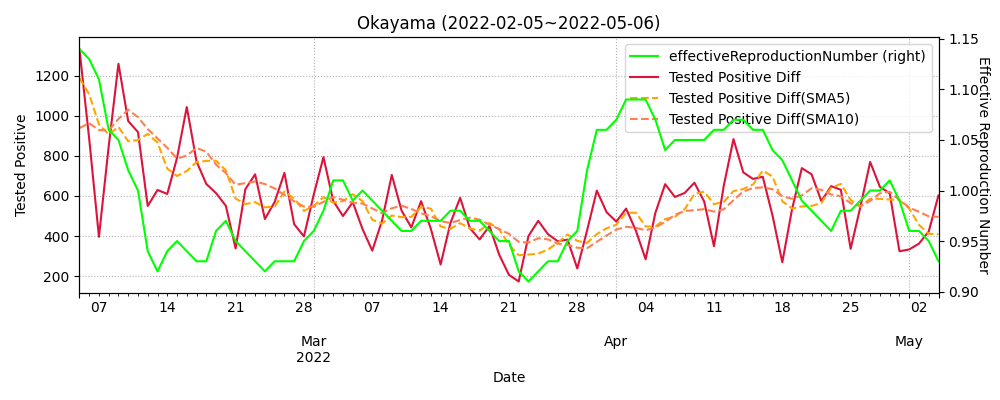 Okayama (2022-02-05~2022-05-06)
effectiveReproductionNumber (right)
Tested Positive Diff
Tested Positive Diff(SMA5)
Tested Positive Diff(SMA10)
Tested Positive
1200
1000
800
600
400
200
Effective Reproduction Number
1.15
1.10
1.05
1.00
0.95
0.90
07 14 21 28 07 14 21 28 04 11 18 25 02
Mar Apr May
2022
Date